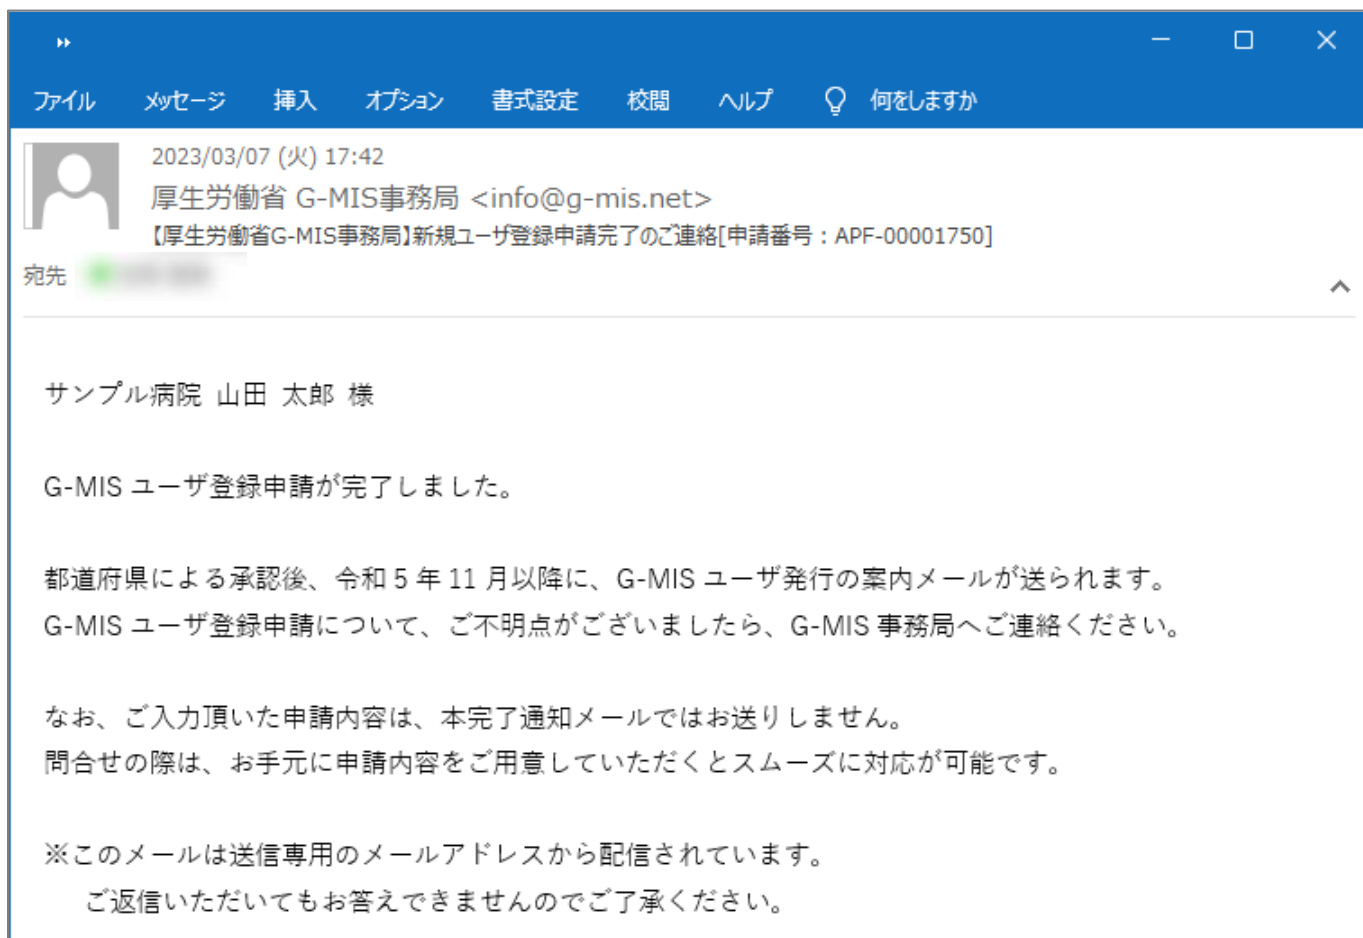 ファイル メッセージ 挿入 オプション 書式設定 校閲 ヘルプ 何をしますか
2023/03/07 (火) 17:42
厚生労働省 G-MIS事務局 <info@g-mis.net>
【厚生労働省G-MIS事務局】新規ユーザ登録申請完了のご連絡[申請番号：APF-00001750]
宛先
サンプル病院 山田 太郎 様
G-MIS ユーザ登録申請が完了しました。
都道府県による承認後、令和 5 年 11 月以降に、G-MIS ユーザ発行の案内メールが送られます。
G-MIS ユーザ登録申請について、ご不明点がございましたら、G-MIS 事務局へご連絡ください。
なお、ご入力頂いた申請内容は、本完了通知メールではお送りしません。
問合せの際は、お手元に申請内容をご用意していただくとスムーズに対応が可能です。
※このメールは送信専用のメールアドレスから配信されています。
ご返信いただいてもお答えできませんのでご了承ください。